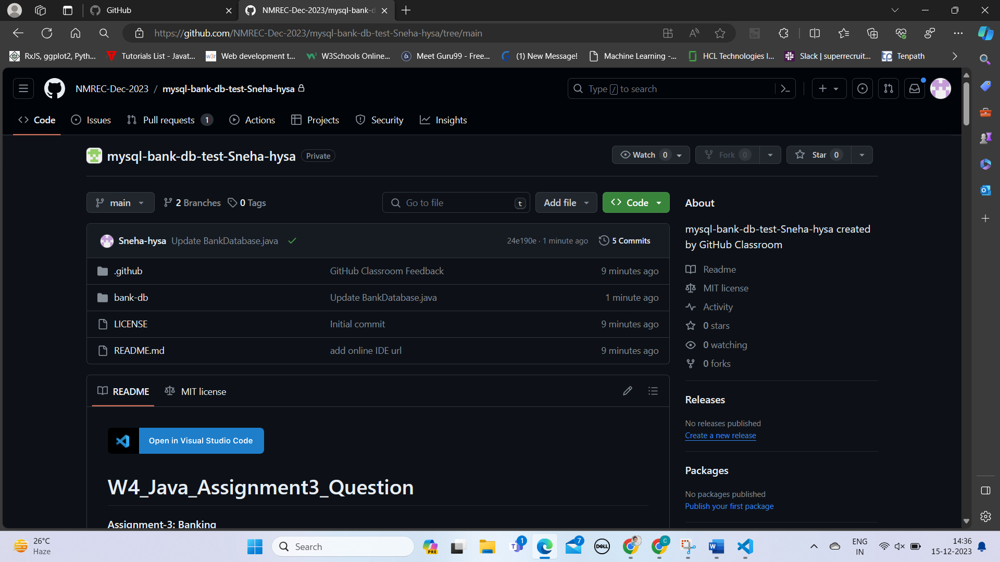 GitHub
NMREC-Dec-2023/mysql-bank-d
https://github.com/NMREC-Dec-2023/mysql-bank-db-test-Sneha-hysa/tree/main
RxJS, ggplot2, Pyth... Tutorials List - Javat... Web development t... W3Schools Online... Meet Guru99 - Free... (1) New Message! Machine Learning -... HCL Technologies I... Slack | superrecruit... Tenpath
NMREC-Dec-2023 / mysql-bank-db-test-Sneha-hysa
Type / to search
Code Issues Pull requests 1 Actions Projects Security Insights
mysql-bank-db-test-Sneha-hysa Private
Watch 0 Fork 0 Star 0
main 2 Branches 0 Tags
Go to file t Add file Code
Sneha-hysa Update BankDatabase.java 24e190e · 1 minute ago 5 Commits
.github GitHub Classroom Feedback 9 minutes ago
bank-db Update BankDatabase.java 1 minute ago
LICENSE Initial commit 9 minutes ago
README.md add online IDE url 9 minutes ago
README MIT license
Open in Visual Studio Code
W4_Java_Assignment3_Question
Assignment-3: Banking
About
mysql-bank-db-test-Sneha-hysa created
by GitHub Classroom
Readme
MIT license
Activity
0 stars
0 watching
0 forks
Releases
No releases published
Create a new release
Packages
No packages published
Publish your first package
26°C
Haze
Search
PRE
1
7
DELL
C
ENG
IN
14:36
15-12-2023